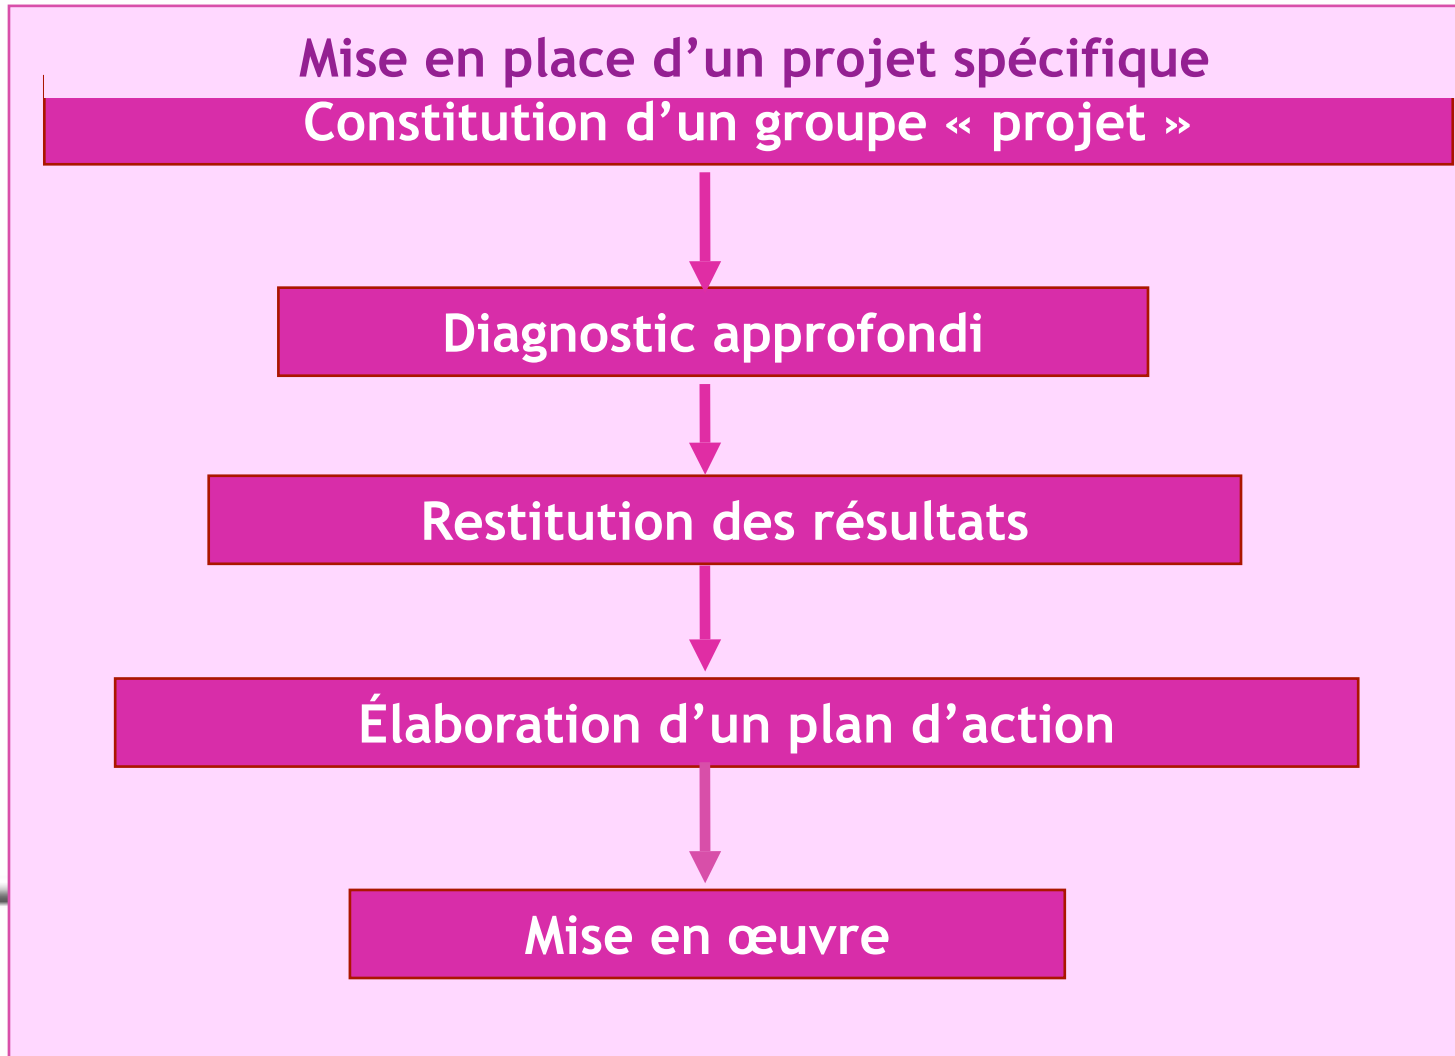 Mise en place d’un projet spécifique
Constitution d’un groupe « projet »
Diagnostic approfondi
Restitution des résultats
Élaboration d’un plan d’action
Mise en œuvre